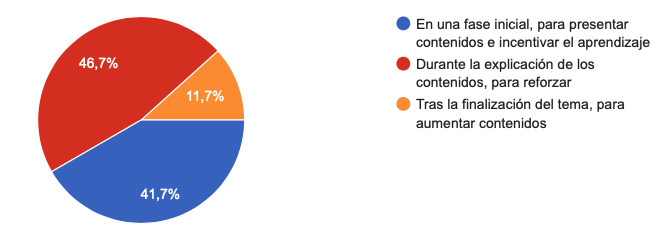 46,7%
11,7%
41,7%
En una fase inicial, para presentar
contenidos e incentivar el aprendizaje
Durante la explicación de los
contenidos, para reforzar
Tras la finalización del tema, para
aumentar contenidos